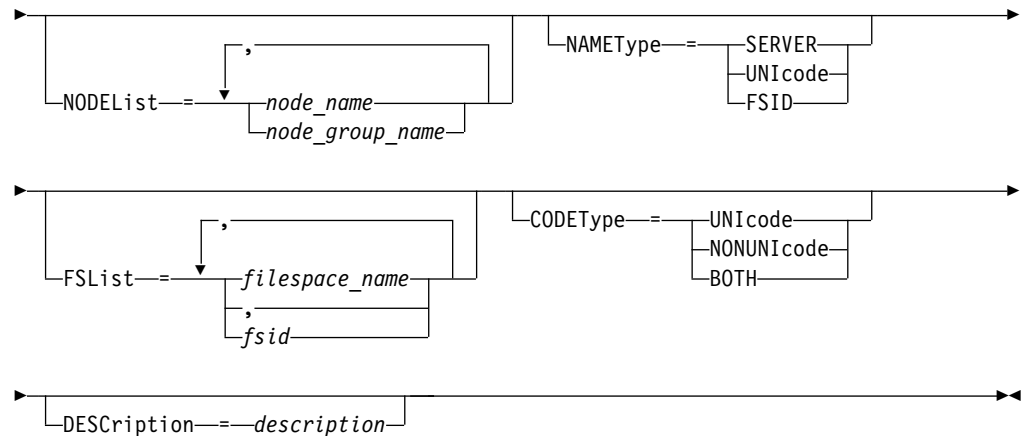 ,
NODEList = node_name
node_group_name
NAMEType = SERVER
UNIcode
FSID
,
FSList = filespace_name
,
fsid
CODEType = UNIcode
NONUNIcode
BOTH
DESCription = description